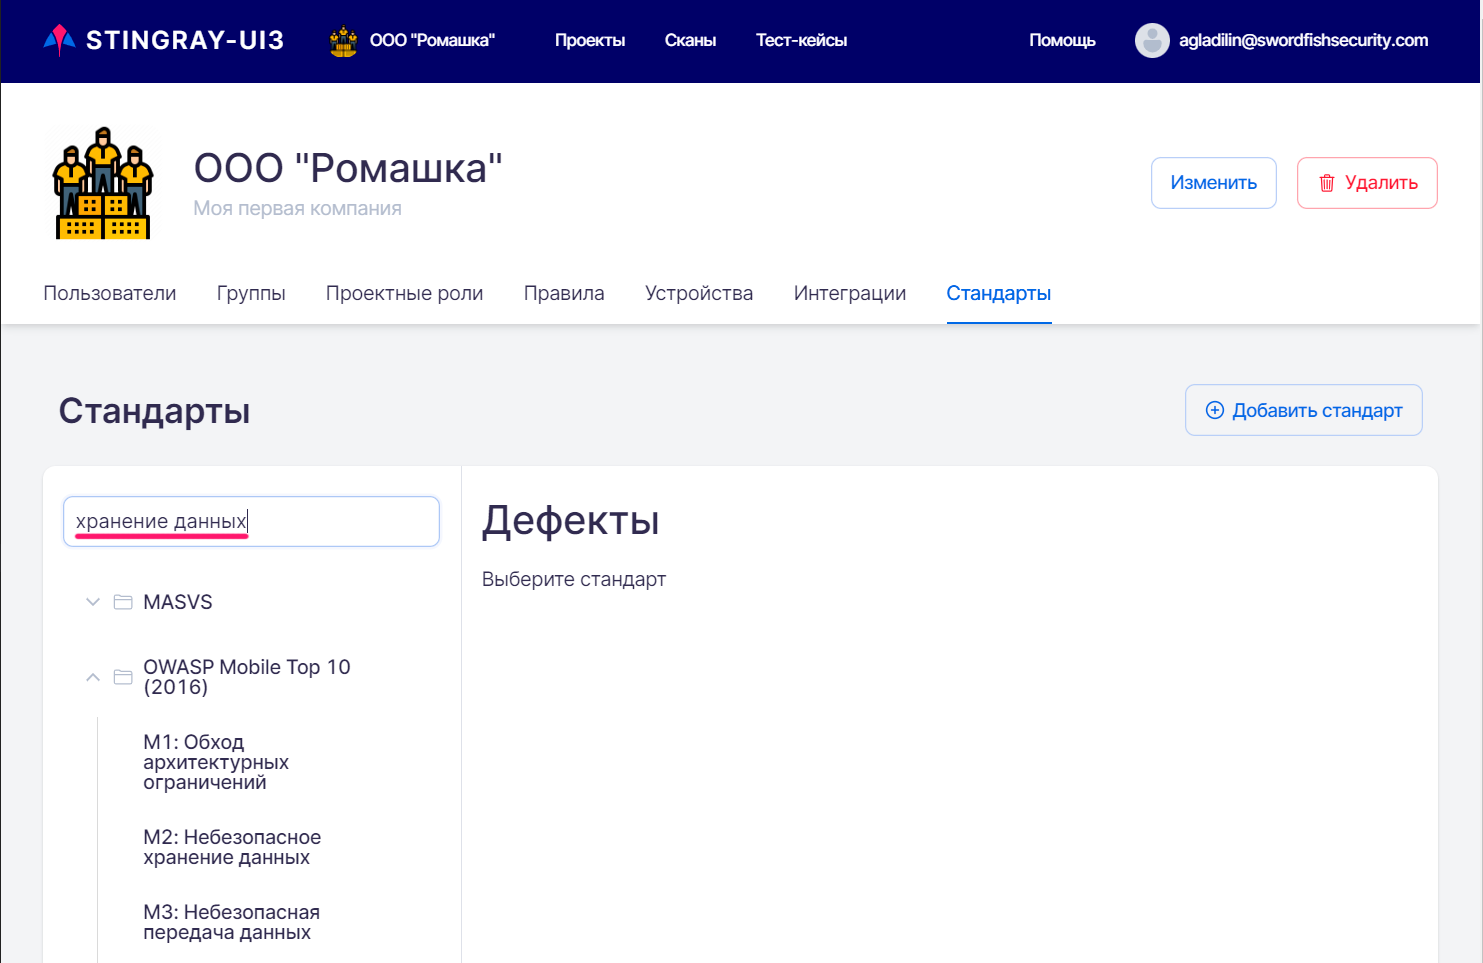 STINGRAY-UI3
ООО "Ромашка"
Проекты
Сканы
Тест-кейсы
Помощь
agladilin@swordfishsecurity.com
ООО "Ромашка"
Моя первая компания
Изменить
Удалить
Пользователи
Группы
Проектные роли
Правила
Устройства
Интеграции
Стандарты
Стандарты
Добавить стандарт
хранение данных
MASVS
OWASP Mobile Top 10
(2016)
M1: Обход
архитектурных
ограничений
M2: Небезопасное
хранение данных
M3: Небезопасная
передача данных
Дефекты
Выберите стандарт